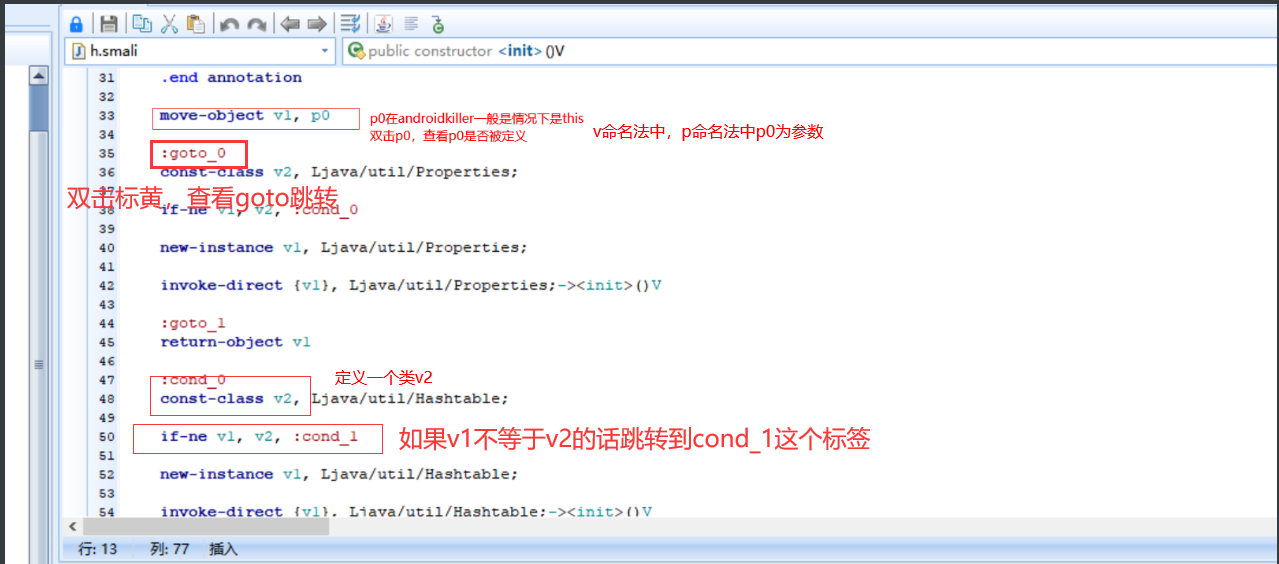 h.smali
public constructor <init> ()V
31 .end annotation
32
33 move-object v1, p0
p0在androidkiller一般是情况下是this
双击p0，查看p0是否被定义
v命名法中，p命名法中p0为参数
34
35 :goto_0
36 const-class v2, Ljava/util/Properties;
37
双击标黄，查看goto跳转
38 if-ne v1, v2, :cond_0
39
40 new-instance v1, Ljava/util/Properties;
41
42 invoke-direct {v1}, Ljava/util/Properties;-><init>()V
43
44 :goto_1
45 return-object v1
46
47 :cond_0
定义一个类v2
48 const-class v2, Ljava/util/Hashtable;
49
50 if-ne v1, v2, :cond_1
如果v1不等于v2的话跳转到cond_1这个标签
51
52 new-instance v1, Ljava/util/Hashtable;
53
54 invoke-direct {v1}, Ljava/util/Hashtable;-><init>()V
行: 13 列: 77 插入